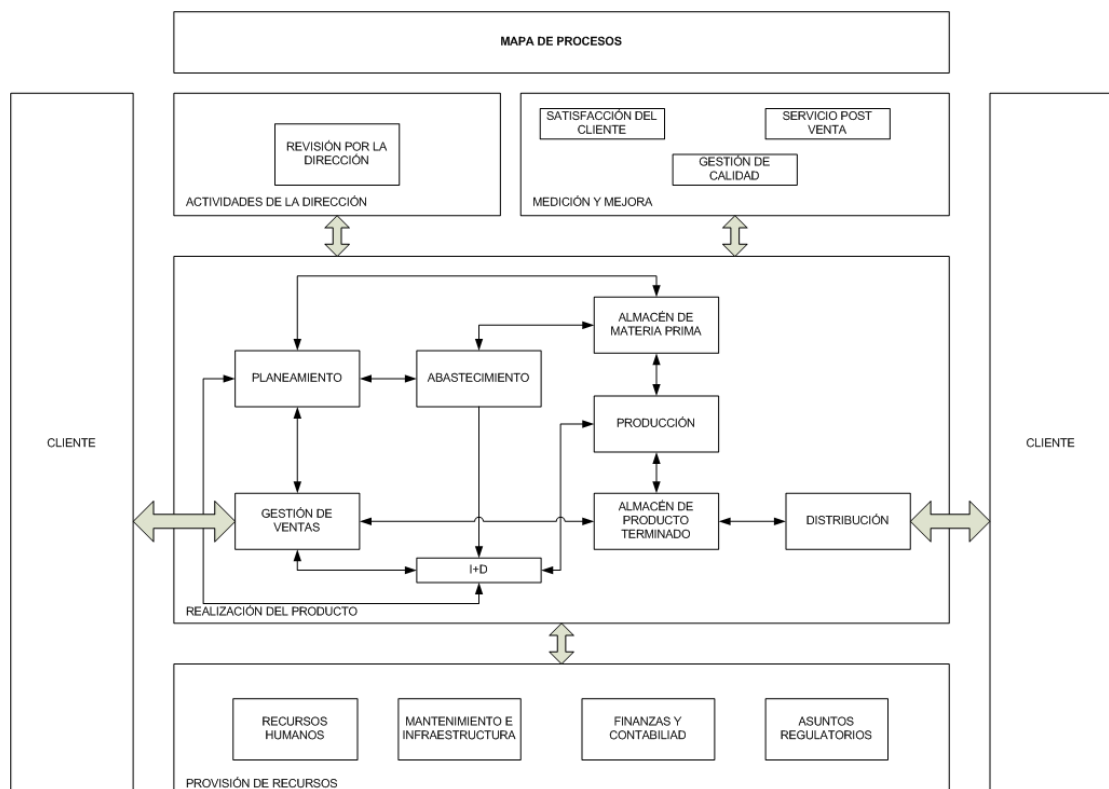 MAPA DE PROCESOS
CLIENTE
REVISIÓN POR LA
DIRECCIÓN
ACTIVIDADES DE LA DIRECCIÓN
SATISFACCIÓN DEL
CLIENTE
SERVICIO POST
VENTA
GESTIÓN DE
CALIDAD
MEDICIÓN Y MEJORA
ALMACÉN DE
MATERIA PRIMA
PLANEAMIENTO
ABASTECIMIENTO
PRODUCCIÓN
GESTIÓN DE
VENTAS
ALMACÉN DE
PRODUCTO
TERMINADO
DISTRIBUCIÓN
I+D
REALIZACIÓN DEL PRODUCTO
RECURSOS
HUMANOS
MANTENIMIENTO E
INFRAESTRUCTURA
FINANZAS Y
CONTABILIAD
ASUNTOS
REGULATORIOS
PROVISIÓN DE RECURSOS
CLIENTE